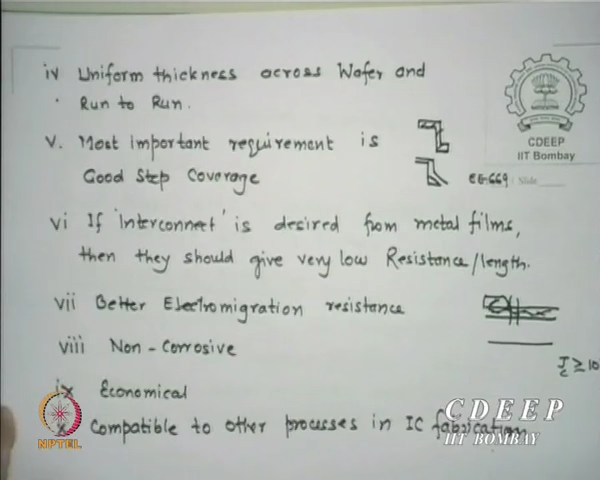 iv Uniform thickness across Wafer and
Run to Run.
v. Most Important requirement is
Good Step Coverage
CDEEP
IIT Bombay
EE-669 Slide
vi If 'Interconnect' is desired from metal films,
then they should give very low Resistance/length.
vii Better Electromigration resistance
viii Non-Corrosive
J ≥ 10
ix Economical
x Compatible to other processes in IC fabrication
NPTEL
CDEEP
IIT BOMBAY